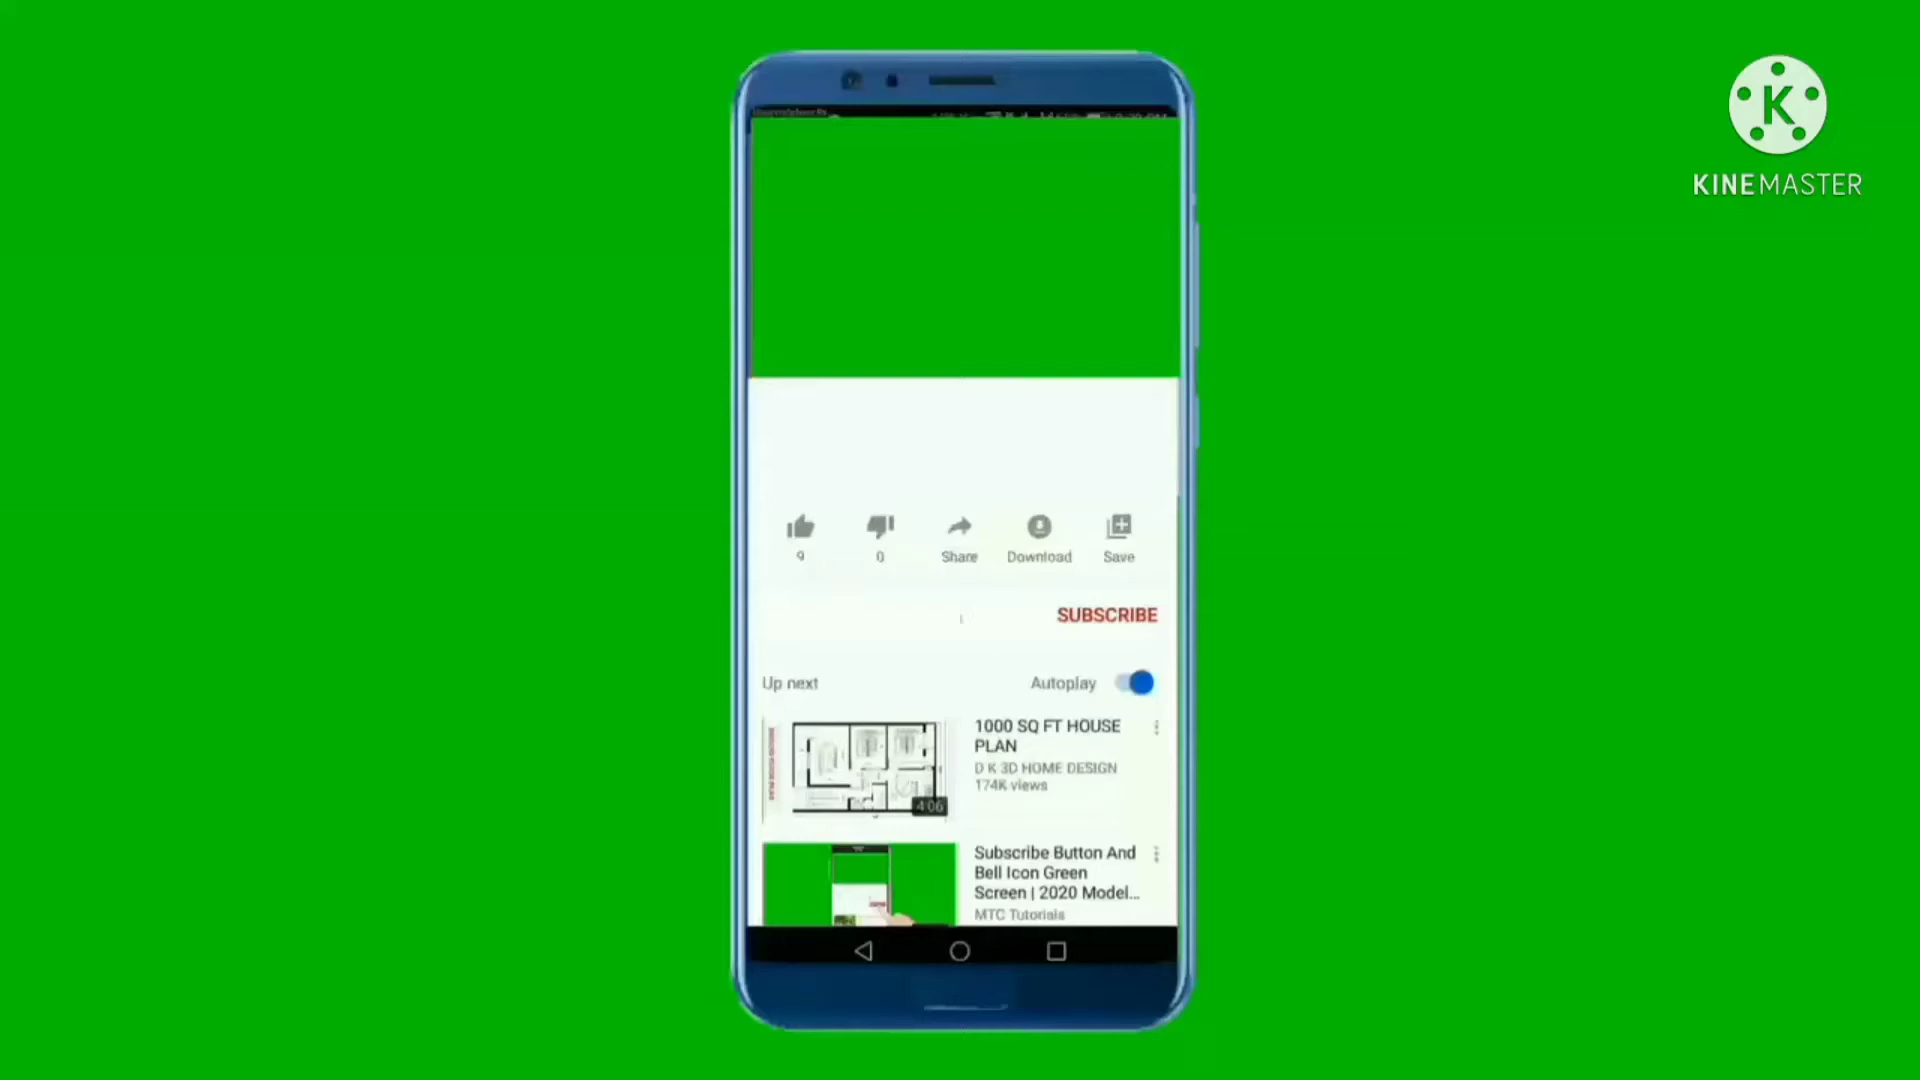 KINEMASTER
9
0
Share
Download
Save
SUBSCRIBE
Up next
Autoplay
1000 SQ FT HOUSE
PLAN
D K 3D HOME DESIGN
174K views
4:06
Subscribe Button And
Bell Icon Green
Screen | 2020 Model...
MTC Tutorials